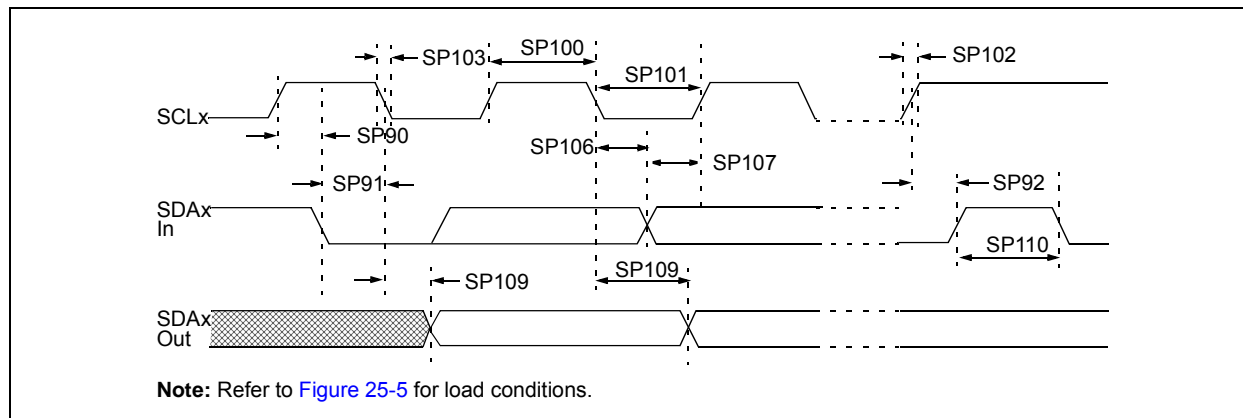 SP103
SP100
SP102
SP101
SCLx
SP90
SP106
SP107
SP91
SP92
SDAx
In
SP110
SP109
SP109
SDAx
Out
Note: Refer to Figure 25-5 for load conditions.